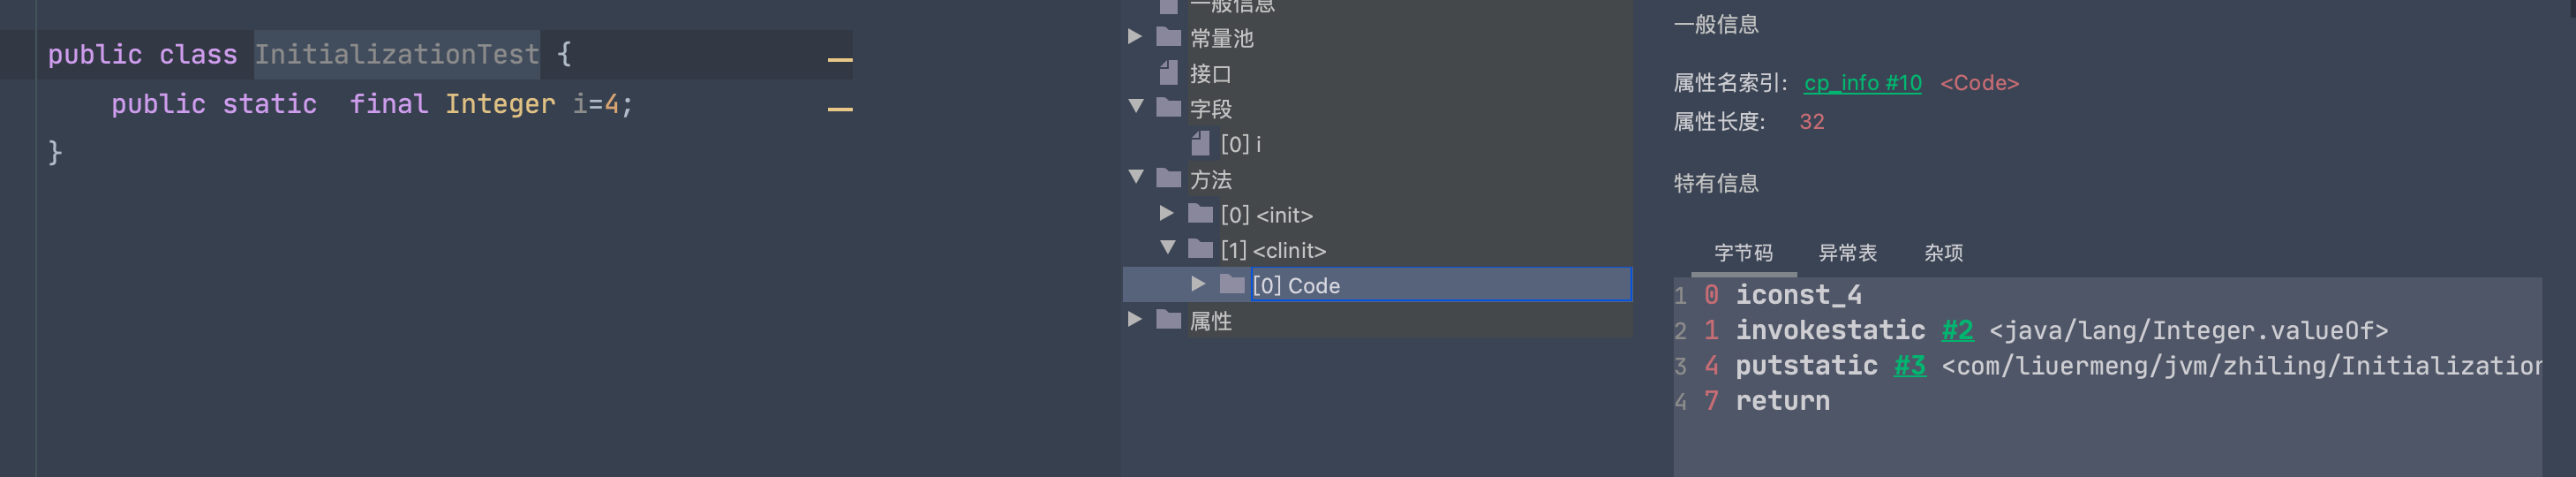 public class InitializationTest {
public static  final Integer i=4;
}
一般信息
常量池
接口
字段
[0] i
方法
[0] <init>
[1] <clinit>
[0] Code
属性
一般信息
属性名索引: cp_info #10 <Code>
属性长度: 32
特有信息
字节码 异常表 杂项
1 0 iconst_4
2 1 invokestatic #2 <java/lang/Integer.valueOf>
3 4 putstatic #3 <com/liuermeng/jvm/zhiling/Initialization
4 7 return